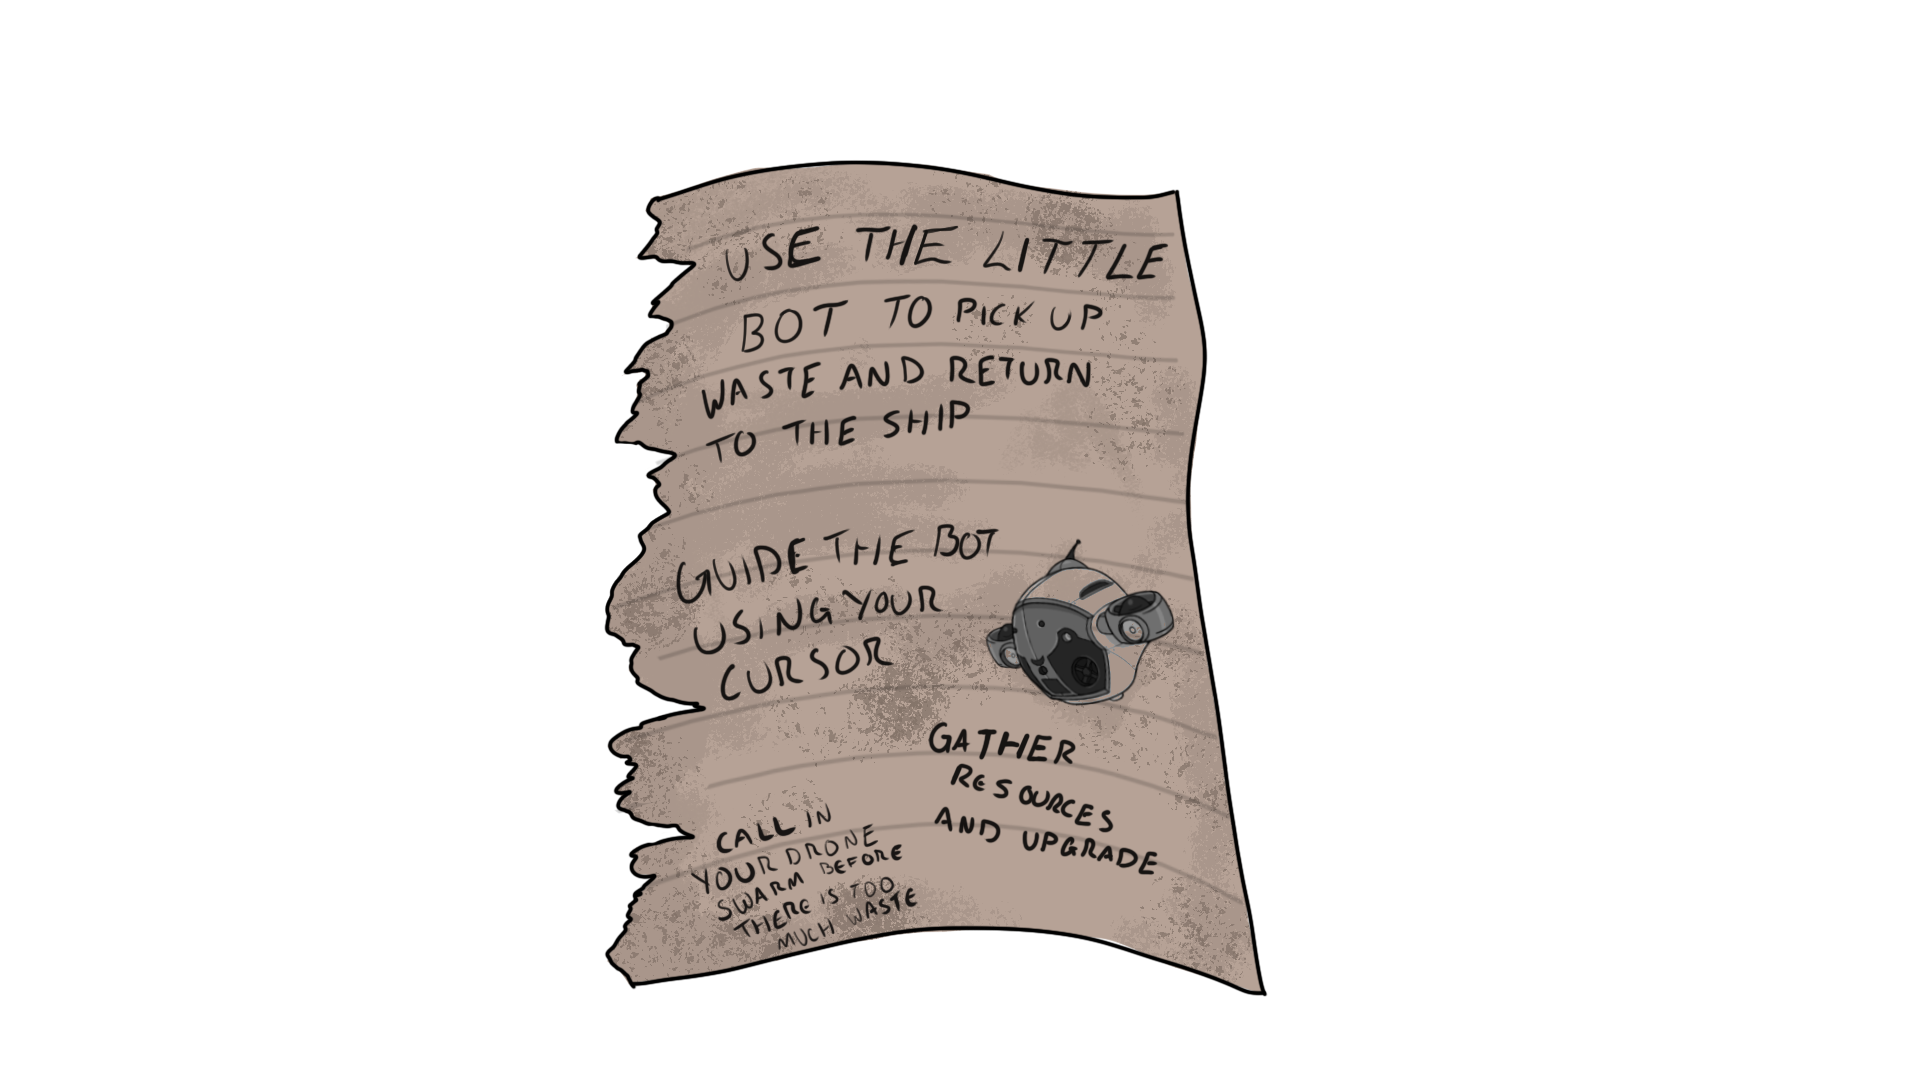 USE THE LITTLE
BOT TO PICK UP
WASTE AND RETURN
TO THE SHIP
GUIDE THE BOT
USING YOUR
CURSOR
GATHER
RESOURCES
AND UPGRADE
CALL IN
YOUR DRONE
SWARM BEFORE
THERE IS TOO
MUCH WASTE